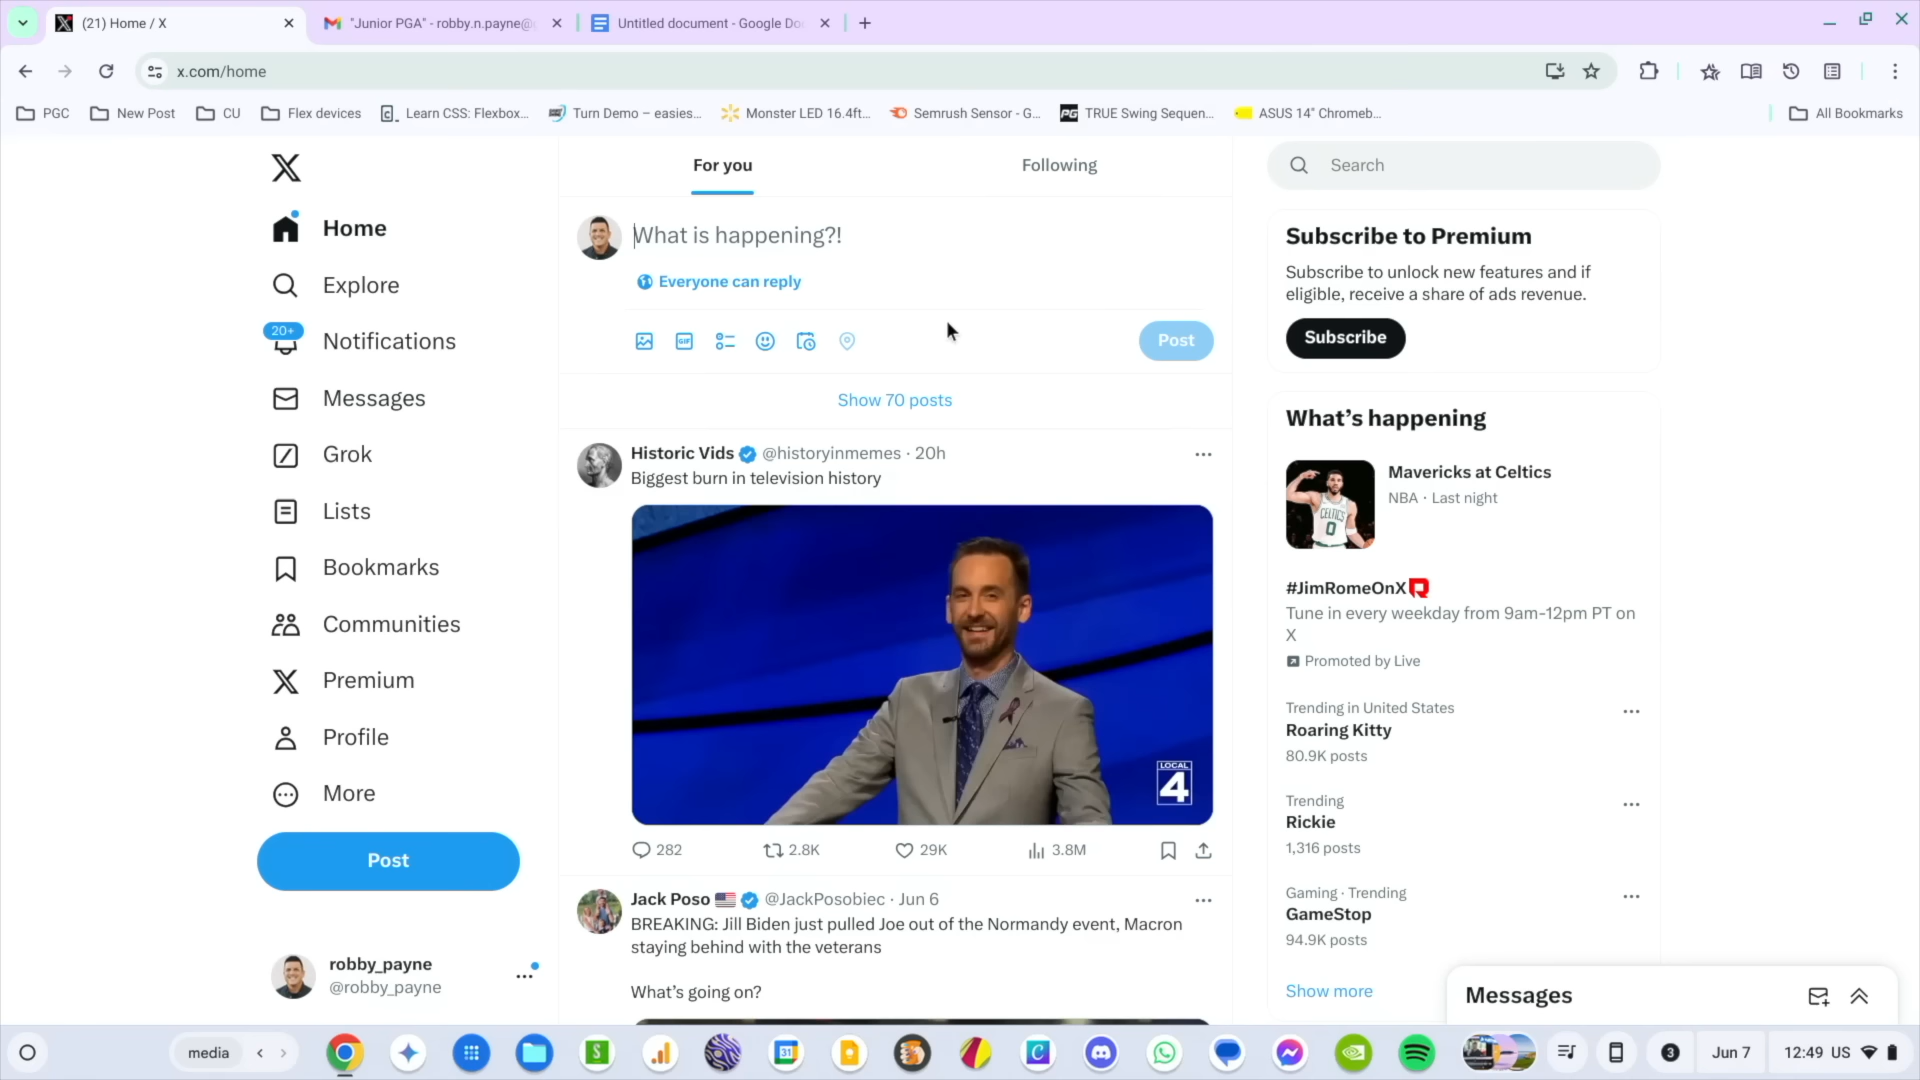 (21) Home / X
"Junior PGA" - robby.n.payne@
Untitled document - Google Do
x.com/home
PGC
New Post
CU
Flex devices
Learn CSS: Flexbox...
Turn Demo – easies...
Monster LED 16.4ft...
Semrush Sensor - G...
TRUE Swing Sequen...
ASUS 14" Chromeb...
All Bookmarks
Home
Explore
20+
Notifications
Messages
Grok
Lists
Bookmarks
Communities
Premium
Profile
More
Post
robby_payne
@robby_payne
For you
Following
What is happening?!
Everyone can reply
GIF
Post
Show 70 posts
Historic Vids @historyinmemes · 20h
Biggest burn in television history
LOCAL
4
282
2.8K
29K
3.8M
Jack Poso @JackPosobiec · Jun 6
BREAKING: Jill Biden just pulled Joe out of the Normandy event, Macron
staying behind with the veterans
What's going on?
Search
Subscribe to Premium
Subscribe to unlock new features and if
eligible, receive a share of ads revenue.
Subscribe
What's happening
Mavericks at Celtics
NBA · Last night
CELTICS
0
#JimRomeOnX
Tune in every weekday from 9am-12pm PT on
X
Promoted by Live
Trending in United States
Roaring Kitty
80.9K posts
Trending
Rickie
1,316 posts
Gaming · Trending
GameStop
94.9K posts
Show more
Messages
media
31
3
Jun 7
12:49 US